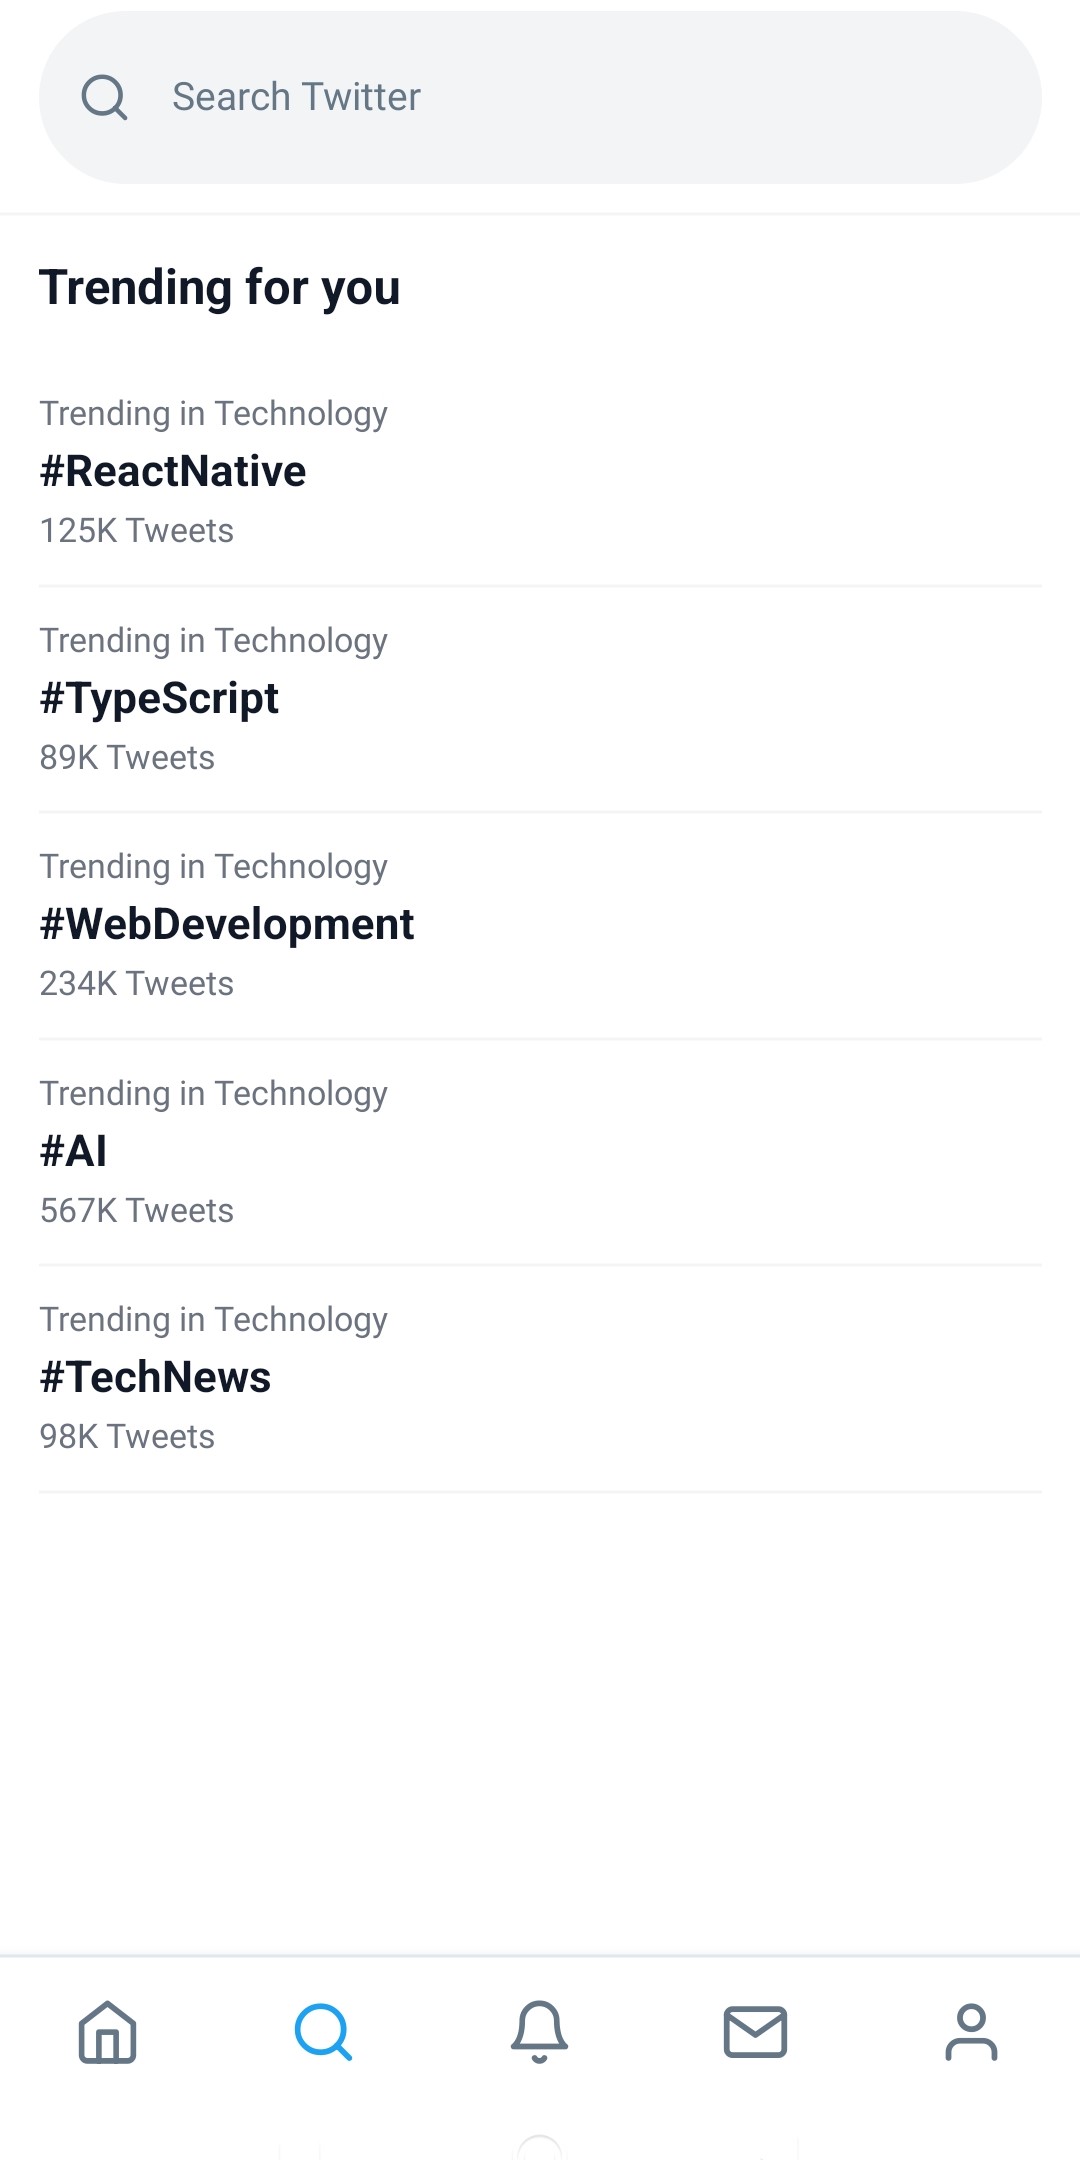 Search Twitter
Trending for you
Trending in Technology
#ReactNative
125K Tweets
Trending in Technology
#TypeScript
89K Tweets
Trending in Technology
#WebDevelopment
234K Tweets
Trending in Technology
#AI
567K Tweets
Trending in Technology
#TechNews
98K Tweets